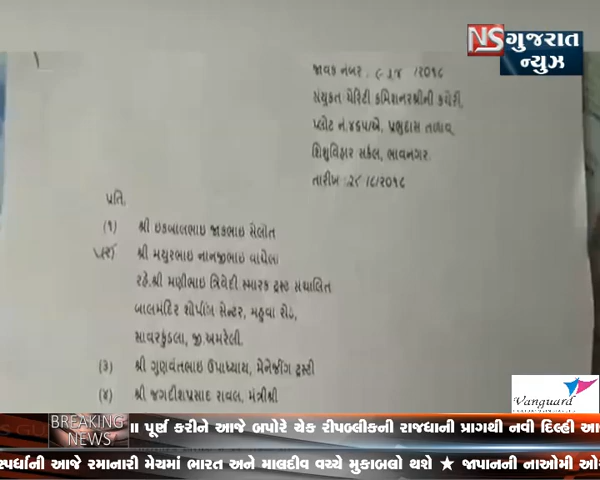 NS ગુજરાત
ન્યુઝ
જાવક નંબર : ૯૩૪ /૨૦૧૮
સંયુકત ચેરિટી કમિશનરશ્રીની કચેરી,
પ્લોટ નં.૪૬૫/એ, પ્રભુદાસ તળાવ,
શિશુવિહાર સર્કલ, ભાવનગર.
તારીખ :૨૮/૮/૨૦૧૮
પ્રતિ,
(૧) શ્રી ઇકબાલભાઇ જાકભાઇ સેલોત
શ્રી મયુરભાઇ નાનજીભાઇ વાઘેલા
રહે.શ્રી મણીભાઇ ત્રિવેદી સ્મારક ટ્રસ્ટ સંચાલિત
બાલમંદિર શોપીંગ સેન્ટર, મહુવા રોડ,
સાવરકુંડલા, જી.અમરેલી.
(૩) શ્રી ગુણવંતભાઇ ઉપાધ્યાય, મેનેજીંગ ટ્રસ્ટી
(૪) શ્રી જગદીશપ્રસાદ રાવલ, મંત્રીશ્રી
Vanguard
BREAKING
NEWS
પૂર્ણ કરીને આજે બપોરે ચેક રીપબ્લીકની રાજધાની પ્રાગથી નવી દિલ્હી આ
સ્પર્ધાની આજે રમાનારી મેચમાં ભારત અને માલદીવ વચ્ચે મુકાબલો થશે ★ જાપાનની નાઓમી ઓ